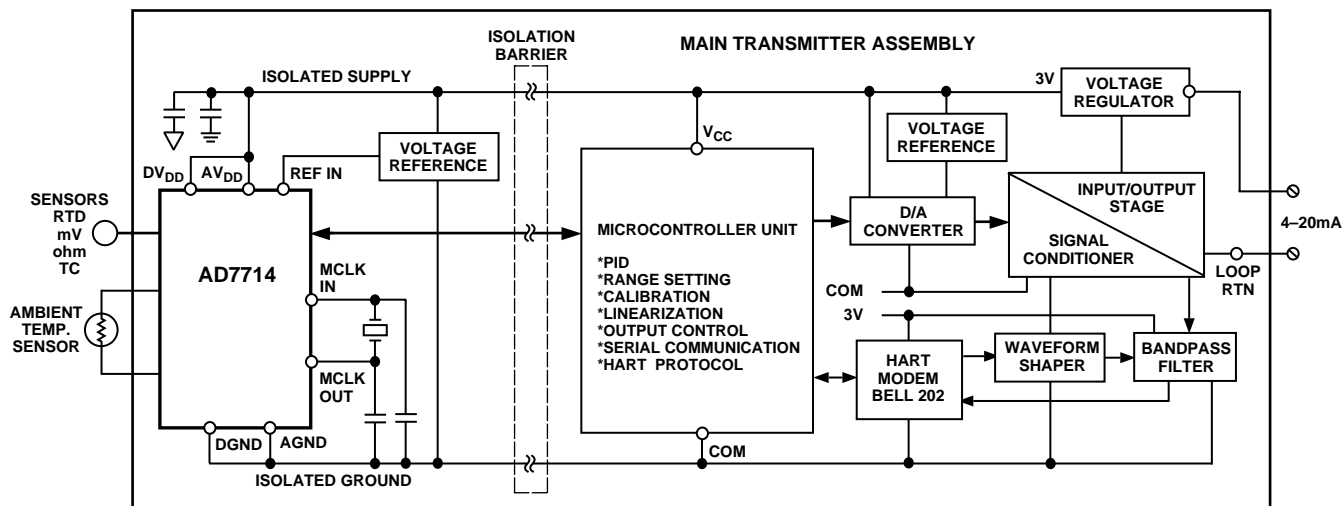 MAIN TRANSMITTER ASSEMBLY
ISOLATION
BARRIER
ISOLATED SUPPLY
3V
VOLTAGE
REGULATOR
VCC
VOLTAGE
REFERENCE
VOLTAGE
REFERENCE
DVDD
AVDD
REF IN
SENSORS
RTD
mV
ohm
TC
AD7714
MCLK
IN
MCLK
OUT
AMBIENT
TEMP.
SENSOR
DGND
AGND
ISOLATED GROUND
MICROCONTROLLER UNIT
*PID
*RANGE SETTING
*CALIBRATION
*LINEARIZATION
*OUTPUT CONTROL
*SERIAL COMMUNICATION
*HART PROTOCOL
COM
D/A
CONVERTER
INPUT/OUTPUT
STAGE
SIGNAL
CONDITIONER
4–20mA
LOOP
RTN
COM
3V
HART
MODEM
BELL 202
WAVEFORM
SHAPER
BANDPASS
FILTER